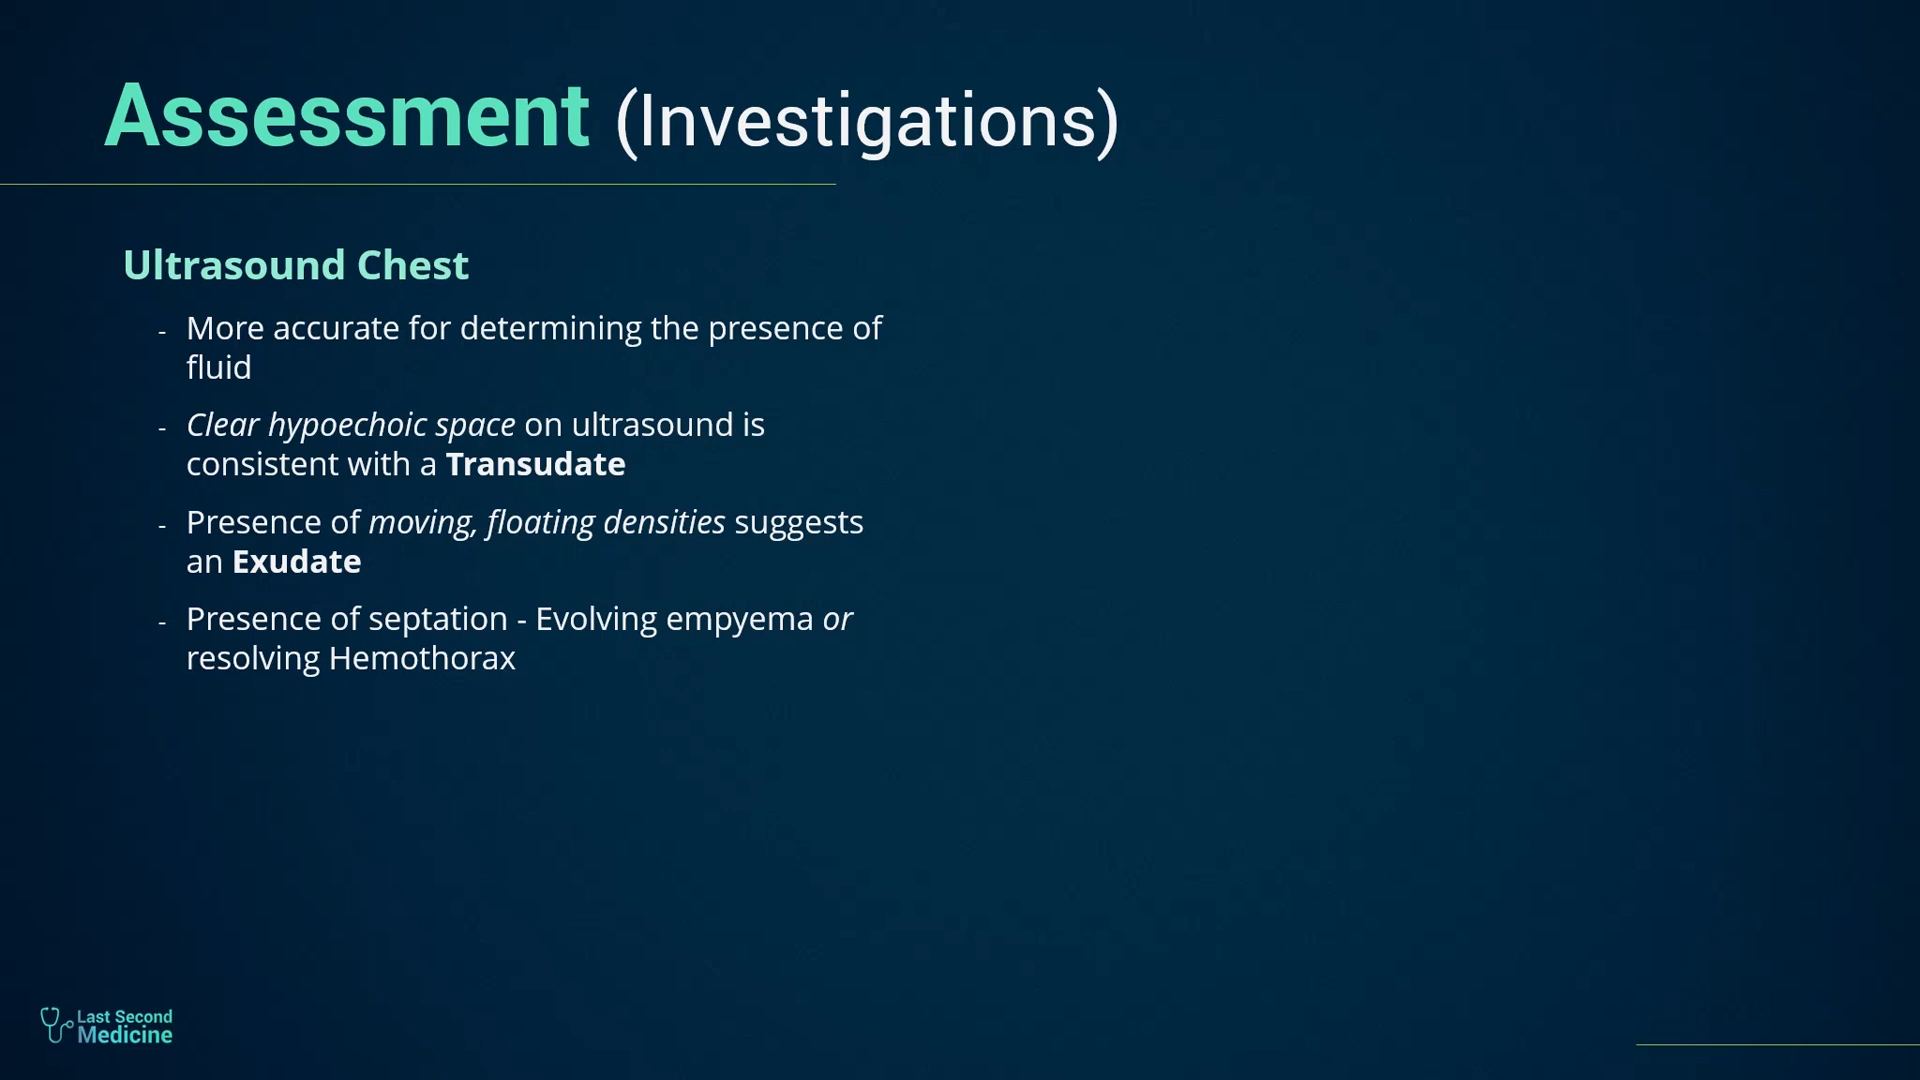 Assessment (Investigations)
Ultrasound Chest
- More accurate for determining the presence of
fluid
- Clear hypoechoic space on ultrasound is
consistent with a Transudate
- Presence of moving, floating densities suggests
an Exudate
- Presence of septation - Evolving empyema or
resolving Hemothorax
Last Second
Medicine